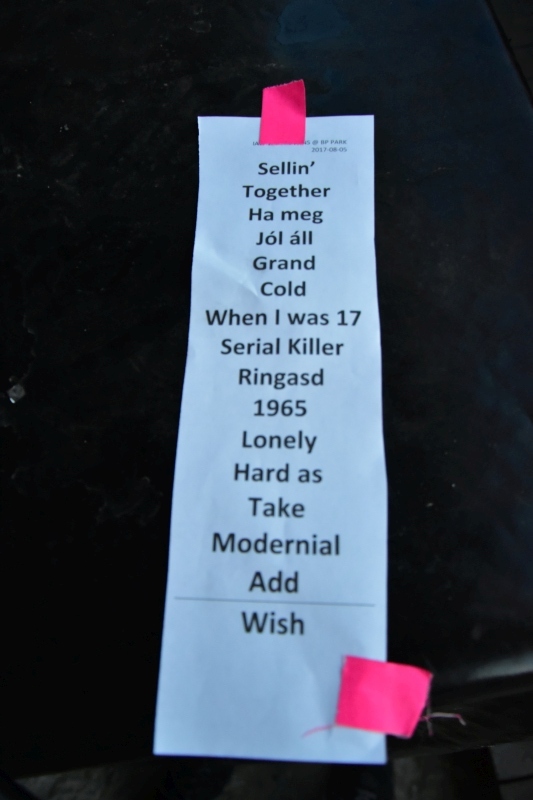 @ BP PARK
2017-08-05
Sellin'
Together
Ha meg
Jól áll
Grand
Cold
When I was 17
Serial Killer
Ringasd
1965
Lonely
Hard as
Take
Modernial
Add
Wish